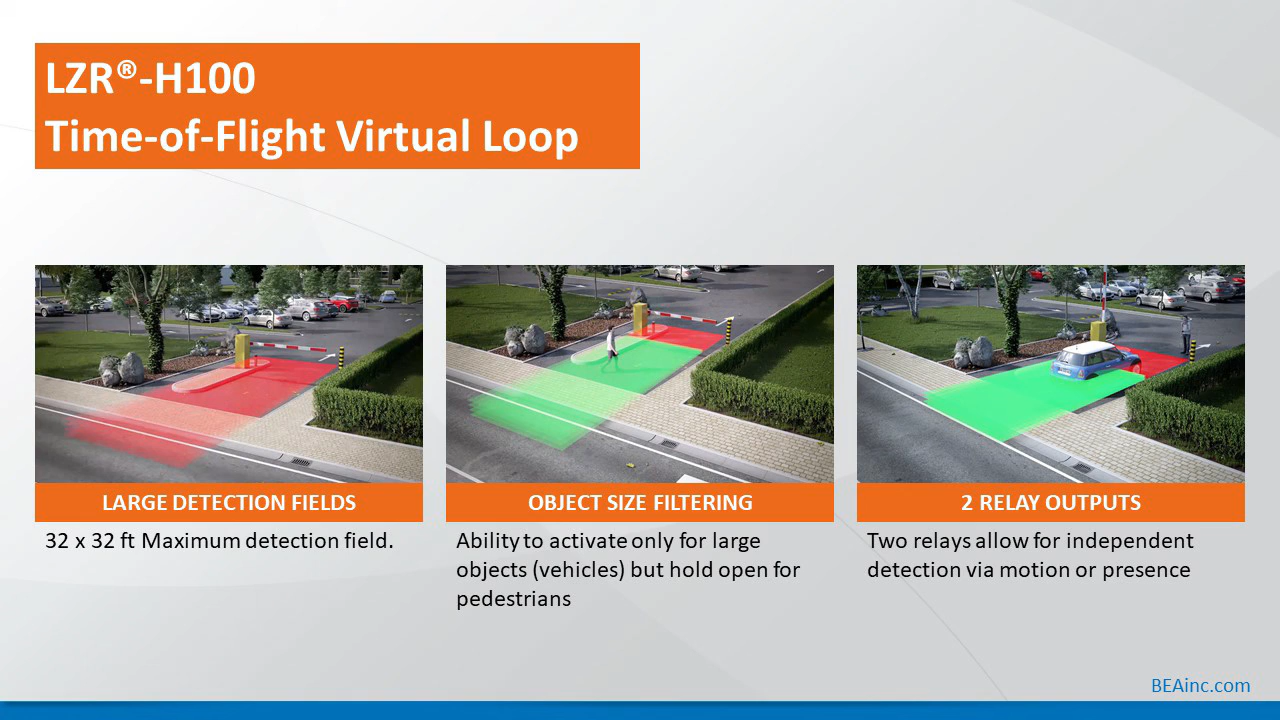 LZR®-H100
Time-of-Flight Virtual Loop
LARGE DETECTION FIELDS
32 x 32 ft Maximum detection field.
OBJECT SIZE FILTERING
Ability to activate only for large
objects (vehicles) but hold open for
pedestrians
2 RELAY OUTPUTS
Two relays allow for independent
detection via motion or presence
BEAinc.com